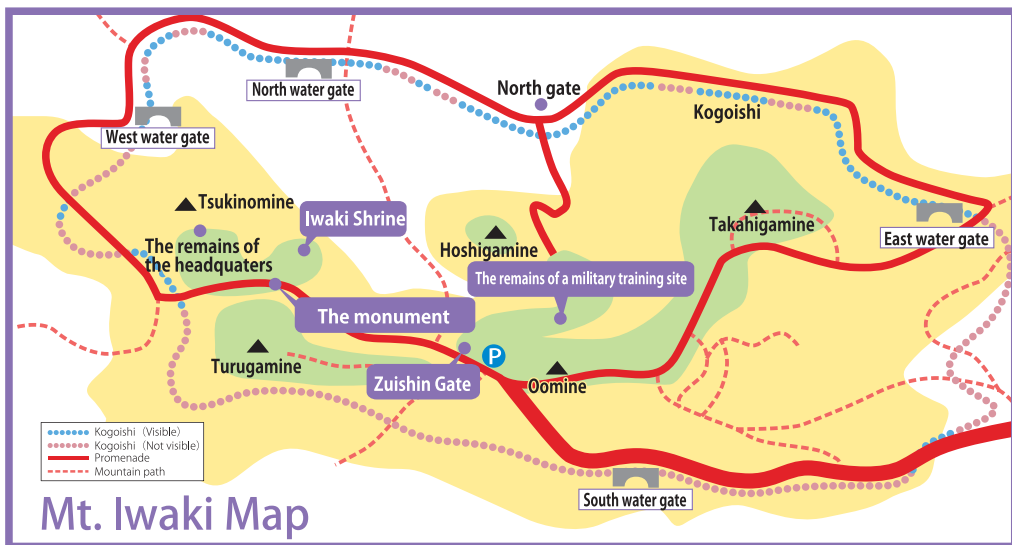 North water gate
North gate
Kogoishi
West water gate
Tsukinomine
Iwaki Shrine
Takahigamine
The remains of
the headquaters
Hoshigamine
East water gate
The remains of a military training site
The monument
P
Turugamine
Zuishin Gate
Oomine
Kogoishi (Visible)
Kogoishi (Not visible)
Promenade
Mountain path
South water gate
Mt. Iwaki Map